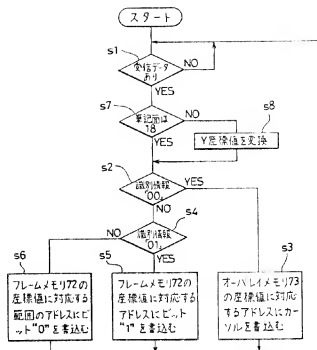 スタート
s1
受信データ
あり
NO
YES
s7
筆記面は
18
NO
s8
YES
Y座標値を変換
s2
識別情報
"00"
YES
NO
s4
NO
識別情報
"01"
YES
s6
s5
s3
フレームメモリ72の
座標値に対応する
範囲のアドレスにビ
ット"0"を書込む
フレームメモリ72の
座標値に対応する
アドレスにビット
"1"を書込む
オーバレイメモリ73
の座標値に対応
するアドレスにカー
ソルを書込む